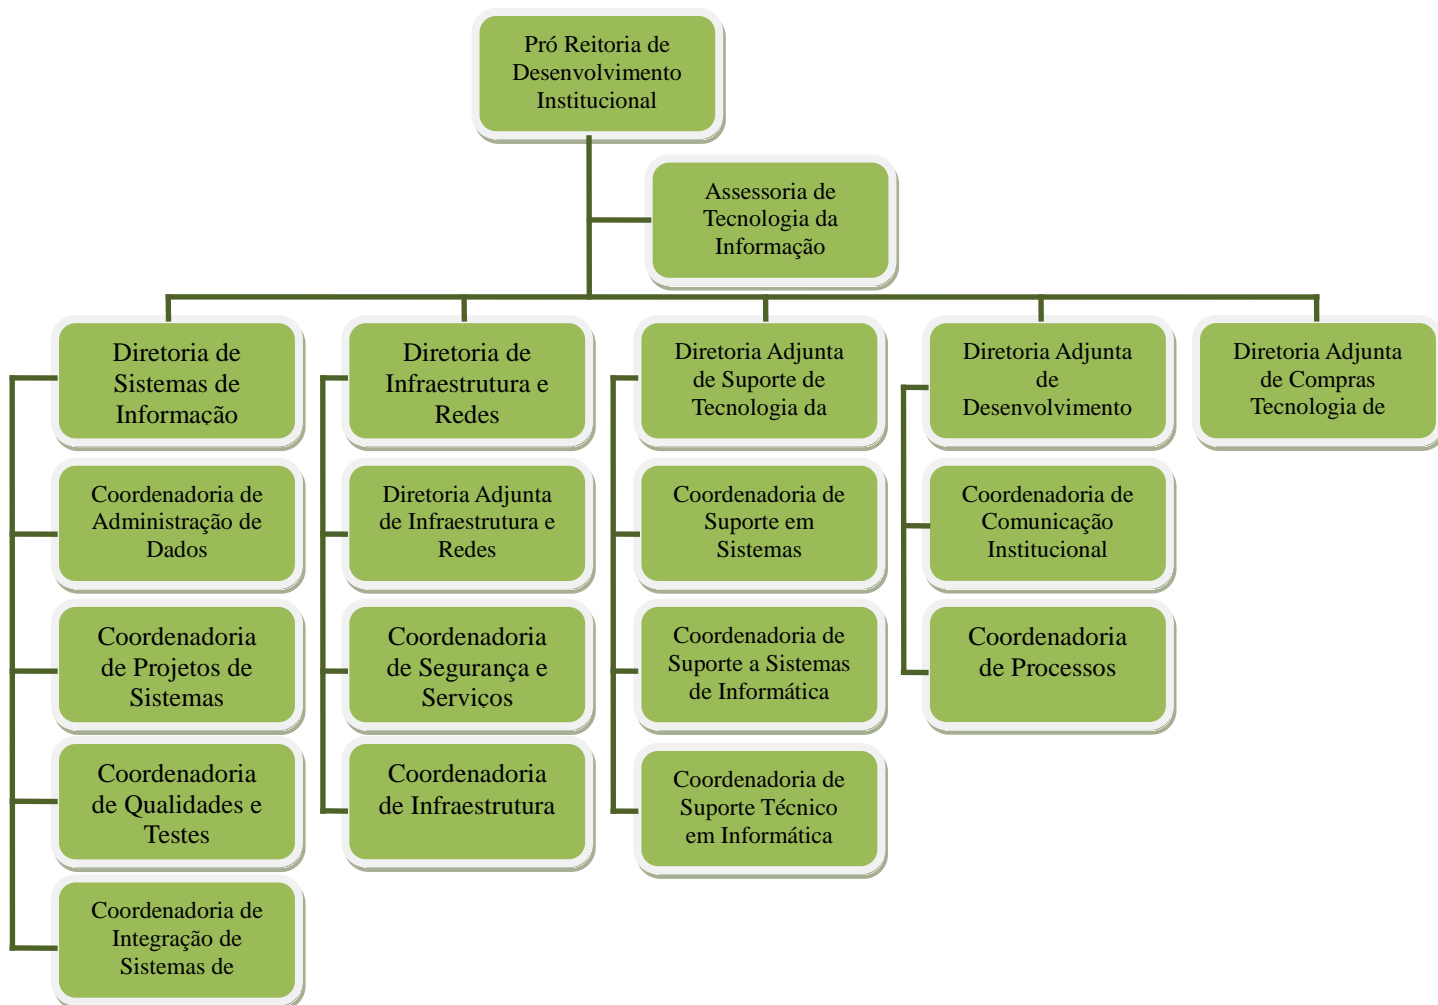 Pró Reitoria de
Desenvolvimento
Institucional
Assessoria de
Tecnologia da
Informação
Diretoria de
Sistemas de
Informação
Coordenadoria de
Administração de
Dados
Coordenadoria
de Projetos de
Sistemas
Coordenadoria
de Qualidades e
Testes
Coordenadoria de
Integração de
Sistemas de
Diretoria de
Infraestrutura e
Redes
Diretoria Adjunta
de Infraestrutura e
Redes
Coordenadoria
de Segurança e
Serviços
Coordenadoria
de Infraestrutura
Diretoria Adjunta
de Suporte de
Tecnologia da
Coordenadoria de
Suporte em
Sistemas
Coordenadoria de
Suporte a Sistemas
de Informática
Coordenadoria de
Suporte Técnico
em Informática
Diretoria Adjunta
de
Desenvolvimento
Coordenadoria de
Comunicação
Institucional
Coordenadoria
de Processos
Diretoria Adjunta
de Compras
Tecnologia de